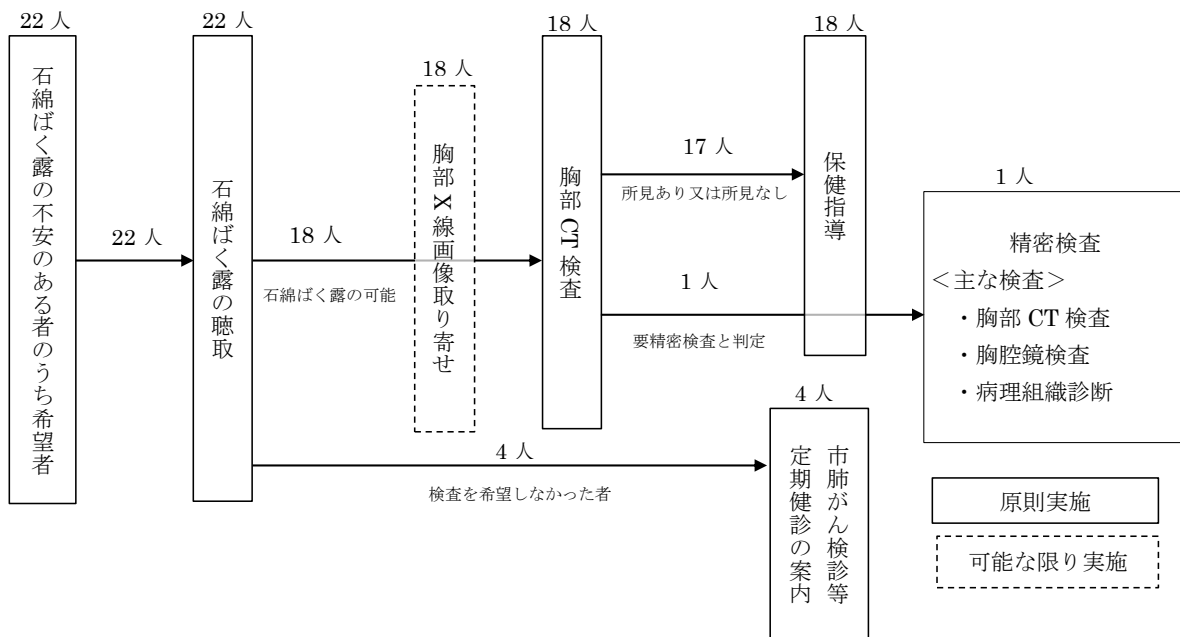 22 人
石綿ばく露の不安のある者のうち希望者
22 人
22 人
石綿ばく露の聴取
18 人
石綿ばく露の可能
18 人
胸部 X 線画像取り寄せ
18 人
胸部 CT 検査
17 人
所見あり又は所見なし
1 人
要精密検査と判定
18 人
保健指導
1 人
精密検査
＜主な検査＞
・胸部 CT 検査
・胸腔鏡検査
・病理組織診断
4 人
検査を希望しなかった者
4 人
市肺がん検診等
定期健診の案内
原則実施
可能な限り実施